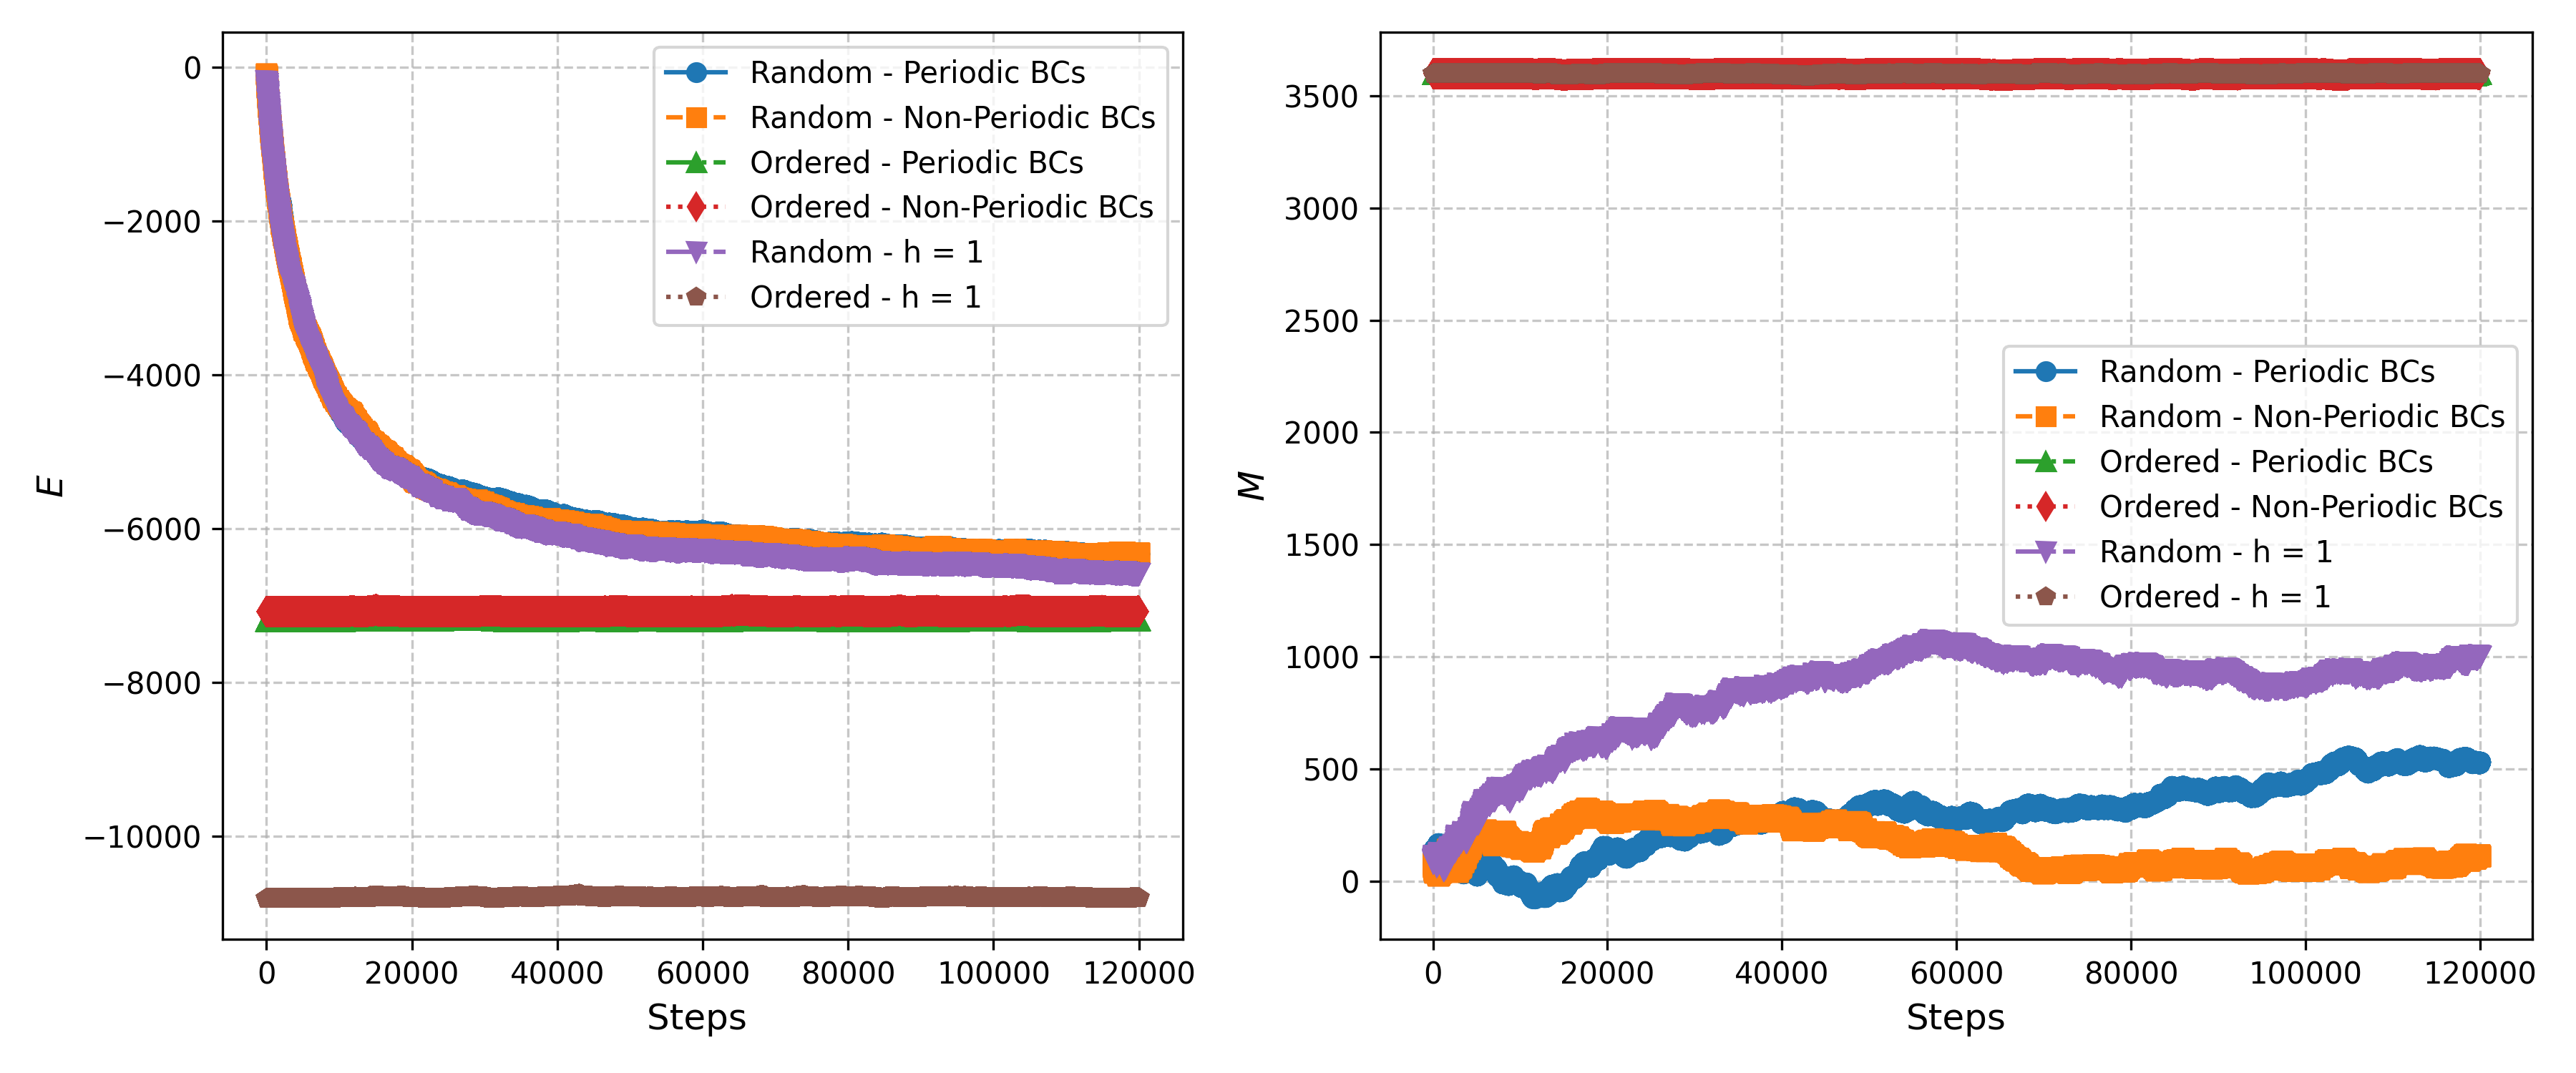 E
0
−2000
−4000
−6000
−8000
−10000
0 20000 40000 60000 80000 100000 120000
Steps
Random - Periodic BCs
Random - Non-Periodic BCs
Ordered - Periodic BCs
Ordered - Non-Periodic BCs
Random - h = 1
Ordered - h = 1
M
3500
3000
2500
2000
1500
1000
500
0
0 20000 40000 60000 80000 100000 120000
Steps
Random - Periodic BCs
Random - Non-Periodic BCs
Ordered - Periodic BCs
Ordered - Non-Periodic BCs
Random - h = 1
Ordered - h = 1